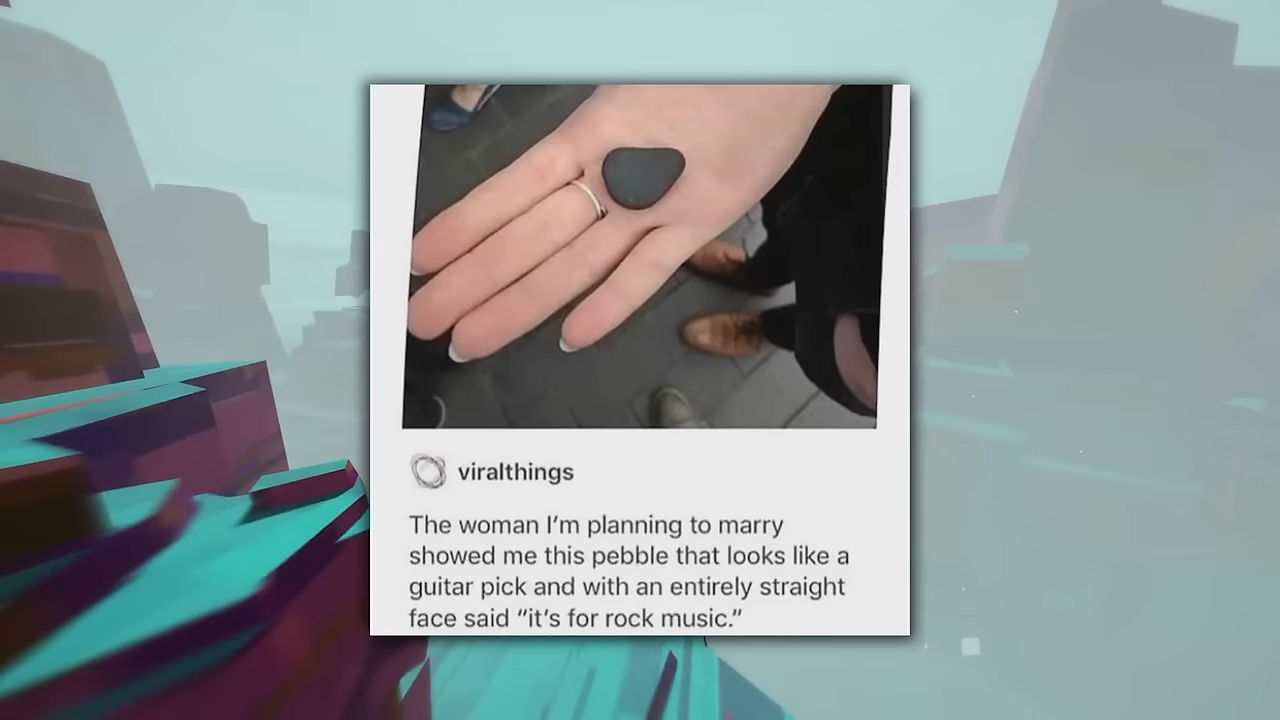 viralthings
The woman I'm planning to marry
showed me this pebble that looks like a
guitar pick and with an entirely straight
face said "it's for rock music."